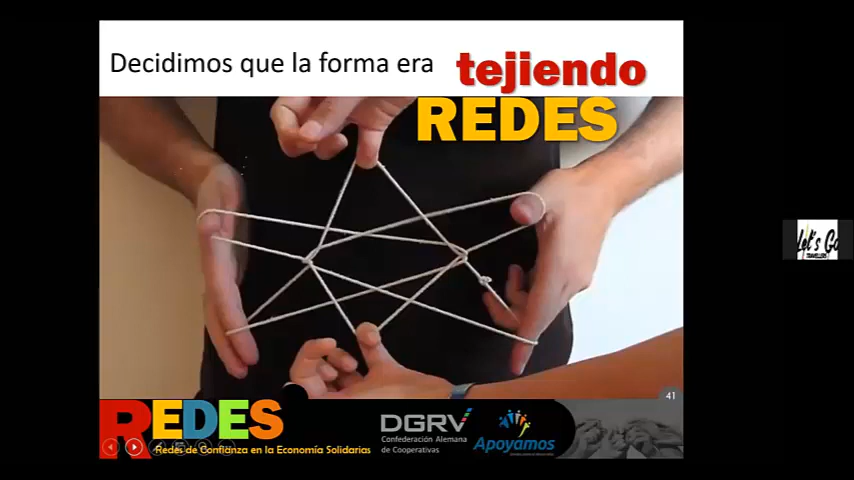 Decidimos que la forma era tejiendo
REDES
41
REDES
Redes de Confianza en la Economía Solidarias
DGRV
Confederación Alemana
de Cooperativas
Apoyamos
Let's Go
TRAVELLERS